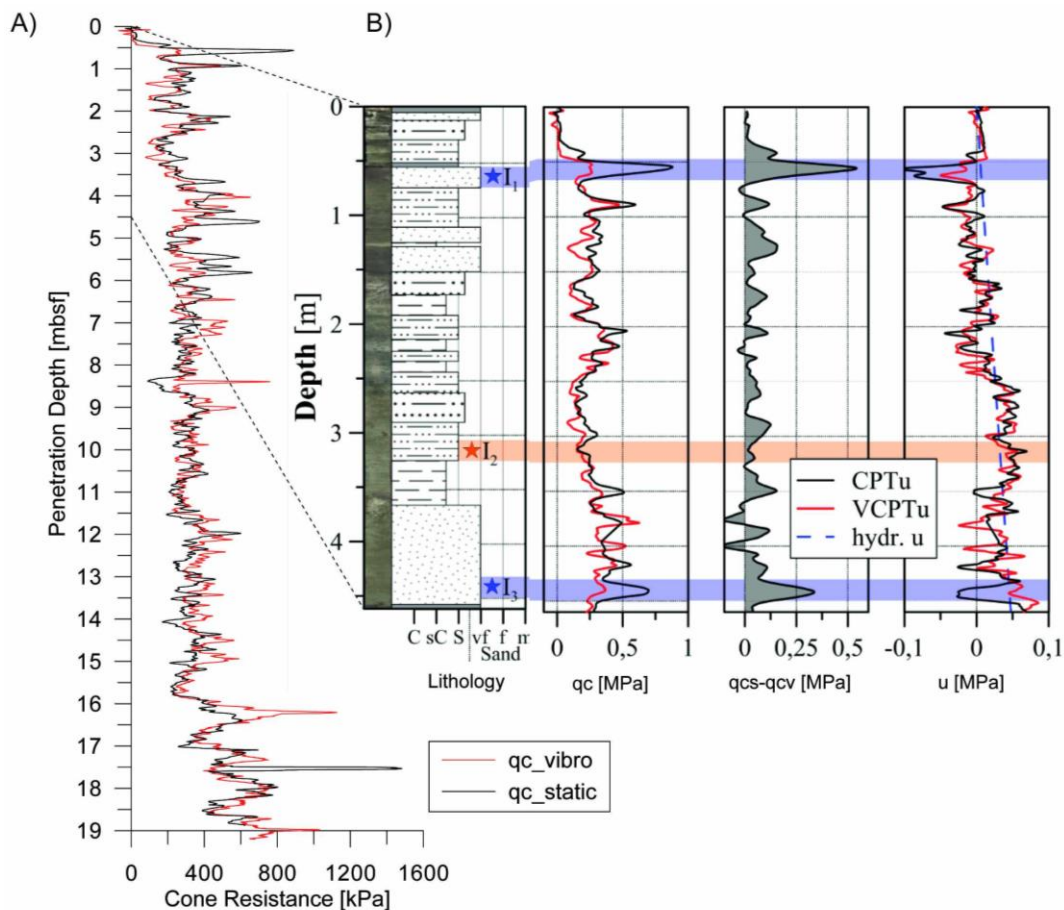 A)
B)
0
1
2
3
4
5
6
7
8
9
10
11
12
13
14
15
16
17
18
19
Penetration Depth [mbsf]
0 400 800 1200 1600
Cone Resistance [kPa]
qc_vibro
qc_static
0
1
2
3
4
Depth [m]
I1
I2
I3
C sC S vf f m
Sand
Lithology
0 0,5 1
qc [MPa]
0 0,25 0,5
qcs-qcv [MPa]
CPTu
VCPTu
hydr. u
-0,1 0 0,1
u [MPa]